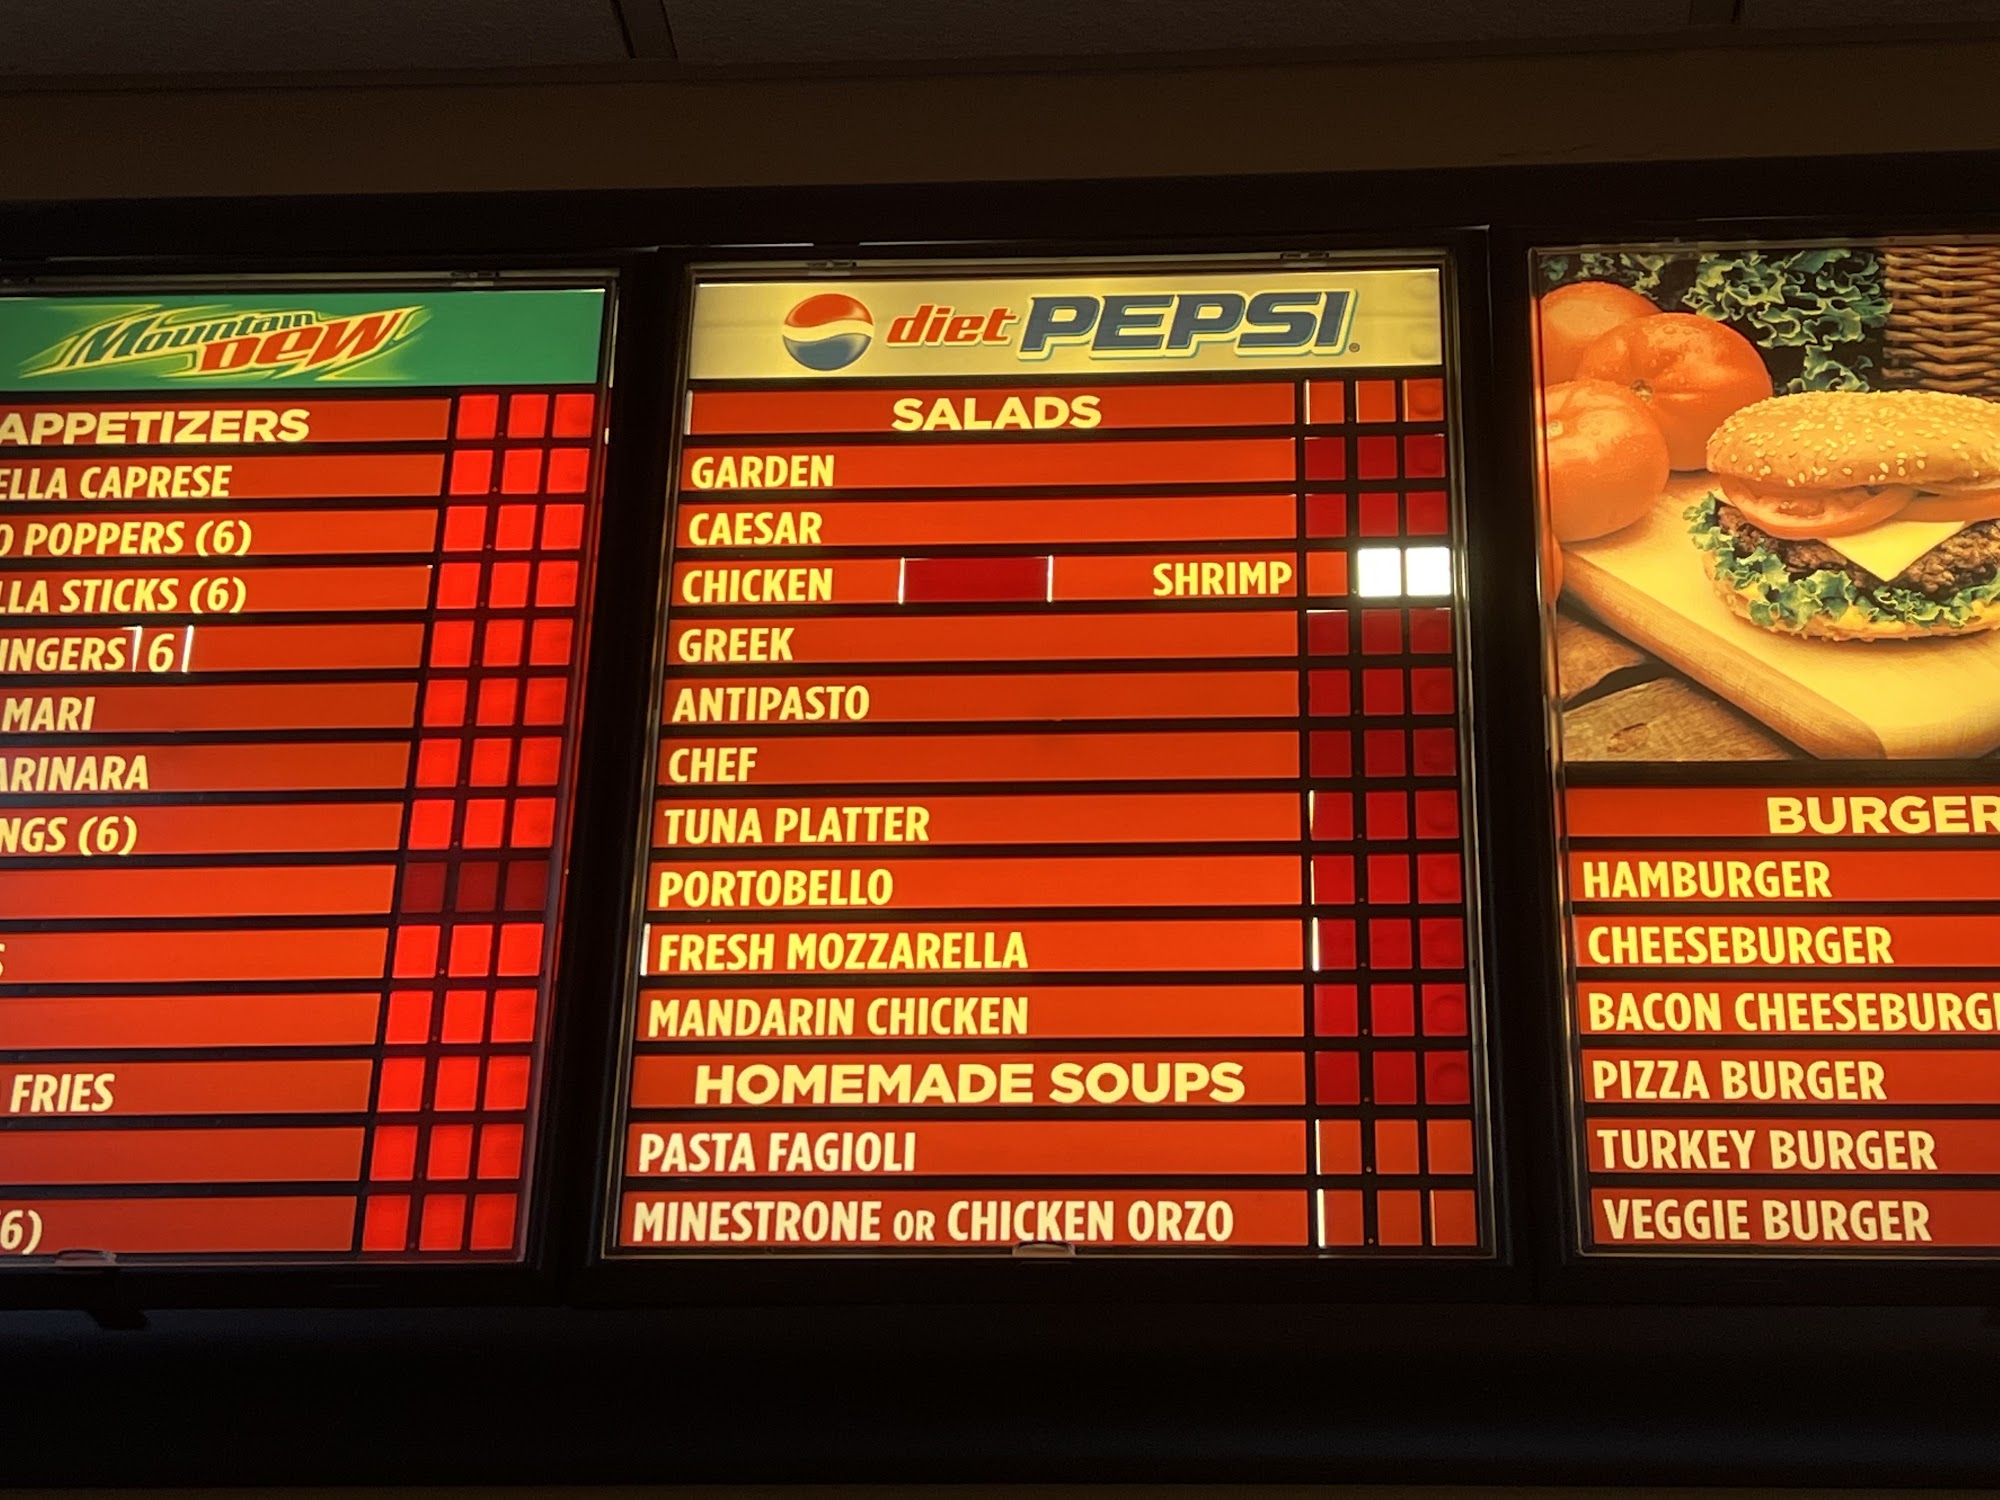 Mountain Dew
APPETIZERS
ELLA CAPRESE
O POPPERS (6)
LLA STICKS (6)
INGERS 6
MARI
ARINARA
NGS (6)
S
FRIES
6)
diet PEPSI
SALADS
GARDEN
CAESAR
CHICKEN SHRIMP
GREEK
ANTIPASTO
CHEF
TUNA PLATTER
PORTOBELLO
FRESH MOZZARELLA
MANDARIN CHICKEN
HOMEMADE SOUPS
PASTA FAGIOLI
MINESTRONE OR CHICKEN ORZO
BURGER
HAMBURGER
CHEESEBURGER
BACON CHEESEBURG
PIZZA BURGER
TURKEY BURGER
VEGGIE BURGER